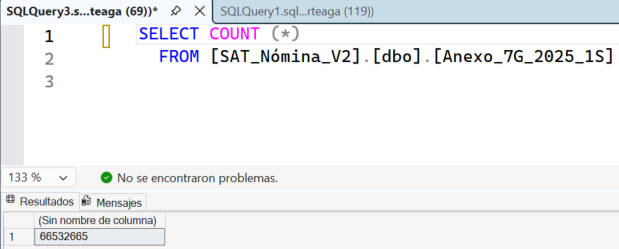 SQLQuery3.s...teaga (69))* SQLQuery1.sql...rteaga (119))
1 SELECT COUNT (*)
2 FROM [SAT_Nómina_V2].[dbo].[Anexo_7G_2025_1S]
3
133 % No se encontraron problemas.
Resultados Mensajes
(Sin nombre de columna)
1 66532665